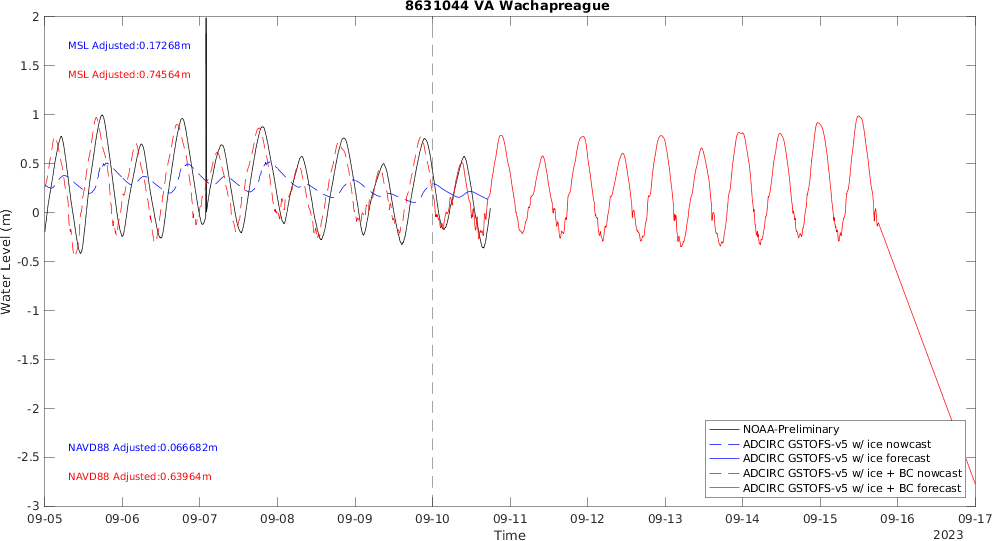 8631044 VA Wachapreague
MSL Adjusted:0.17268m
MSL Adjusted:0.74564m
NAVD88 Adjusted:0.066682m
NAVD88 Adjusted:0.63964m
Water Level (m)
2
1.5
1
0.5
0
-0.5
-1
-1.5
-2
-2.5
-3
NOAA-Preliminary
ADCIRC GSTOFS-v5 w/ ice nowcast
ADCIRC GSTOFS-v5 w/ ice forecast
ADCIRC GSTOFS-v5 w/ ice + BC nowcast
ADCIRC GSTOFS-v5 w/ ice + BC forecast
09-05 09-06 09-07 09-08 09-09 09-10 09-11 09-12 09-13 09-14 09-15 09-16 09-17
Time
2023